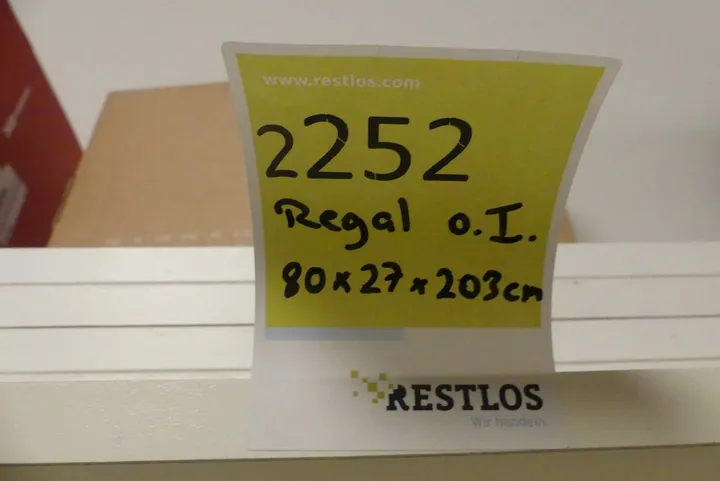 www.restlos.com
2252
Regal o.I.
80x27x203cm
RESTLOS
Wir handeln.